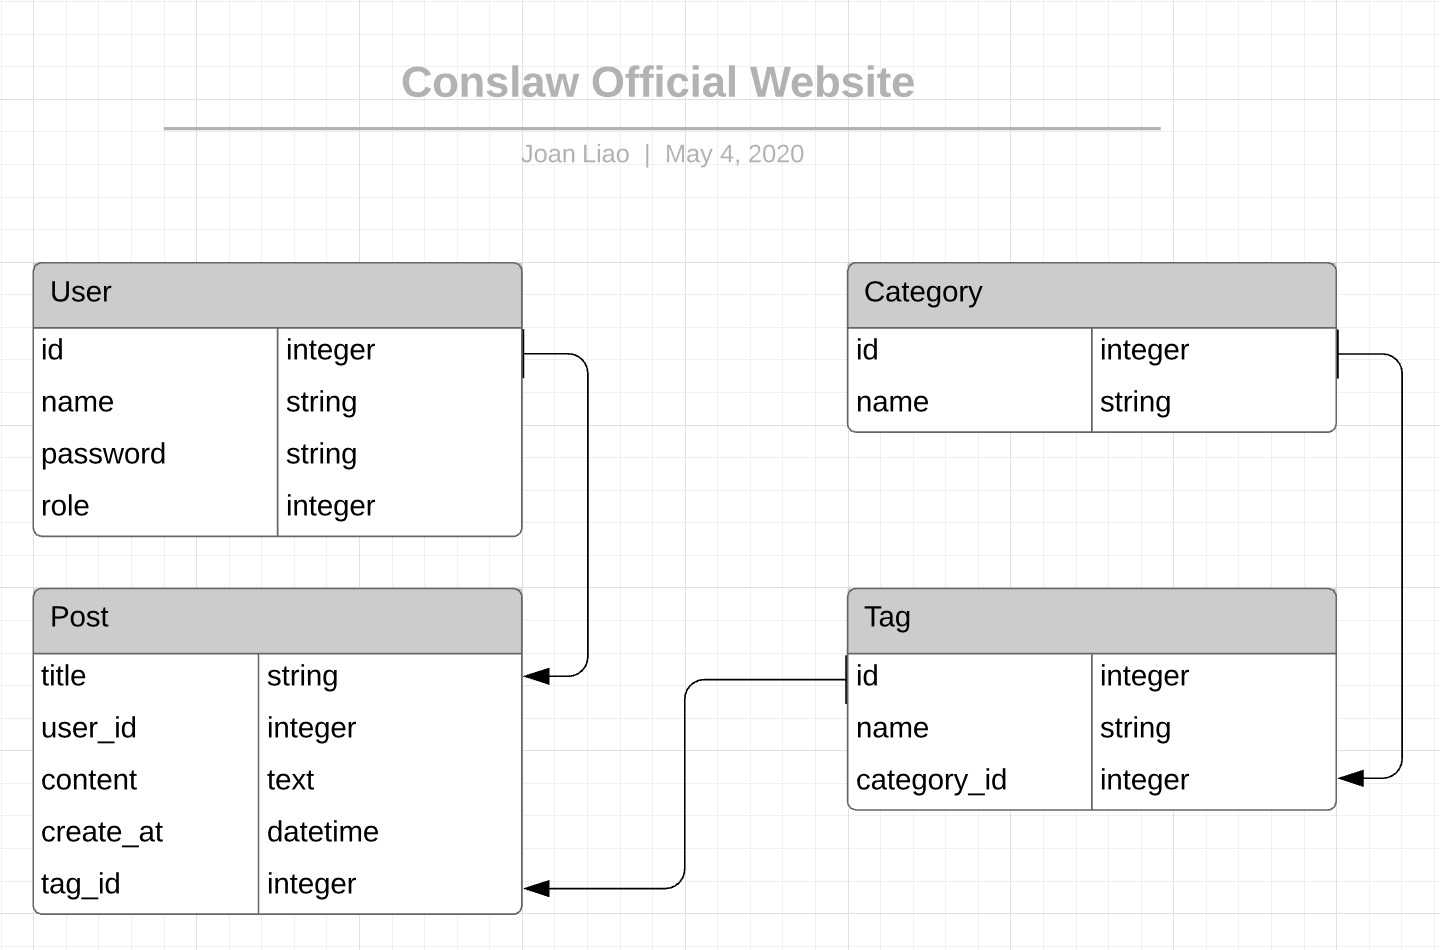 Conslaw Official Website
Joan Liao | May 4, 2020
User
id integer
name string
password string
role integer
Category
id integer
name string
Post
title string
user_id integer
content text
create_at datetime
tag_id integer
Tag
id integer
name string
category_id integer